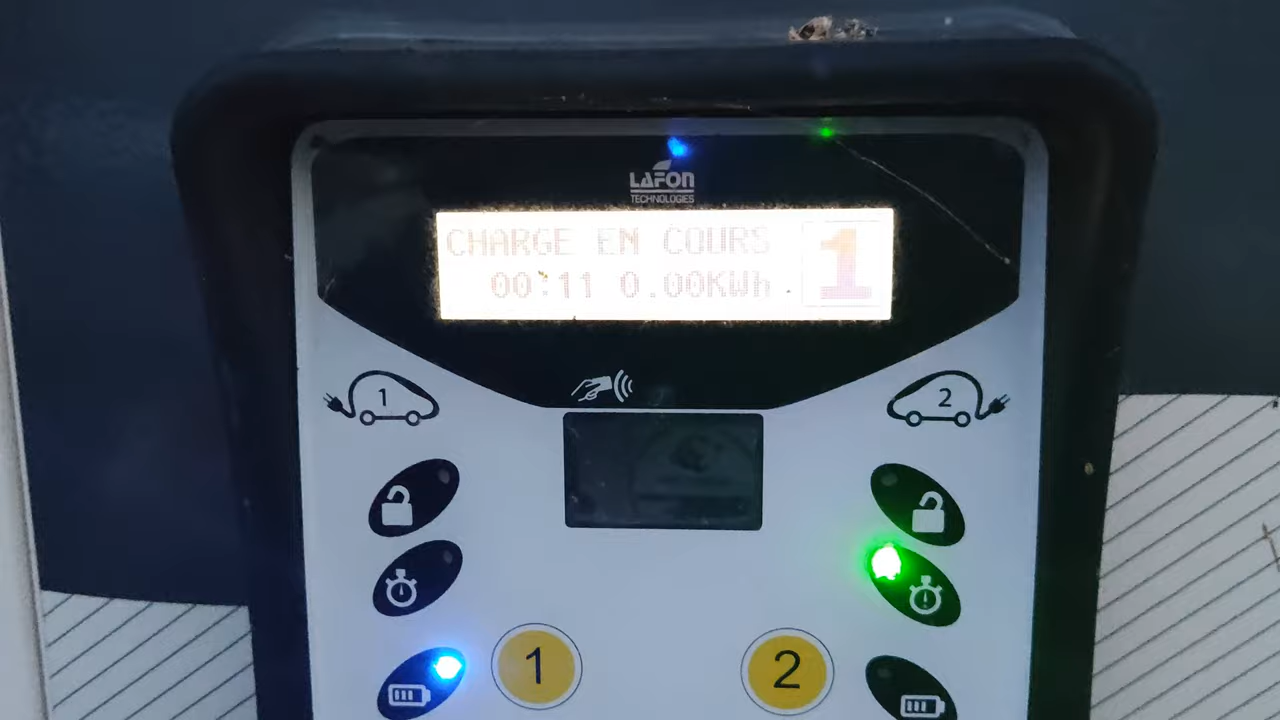 LAFON
TECHNOLOGIES
CHARGE EN COURS
00:11 0.00KWh
1
1
2
1
2